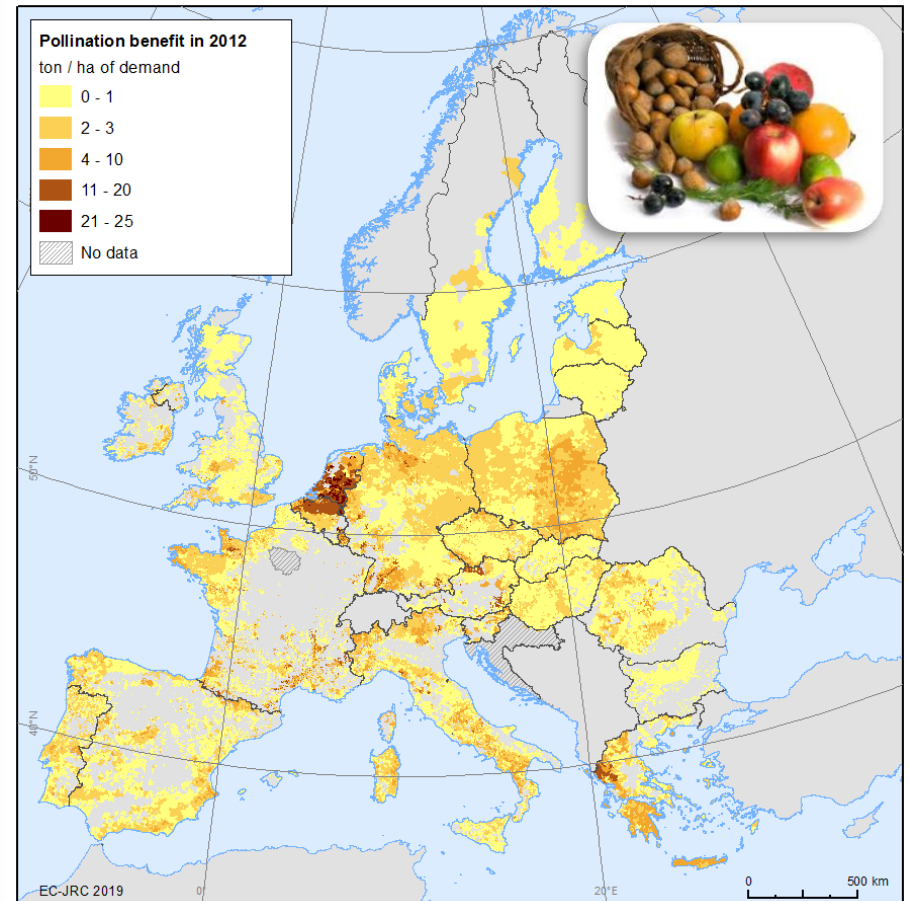 Pollination benefit in 2012
ton / ha of demand
0 - 1
2 - 3
4 - 10
11 - 20
21 - 25
No data
50°N
40°N
EC-JRC 2019
0°
20°E
0
500 km